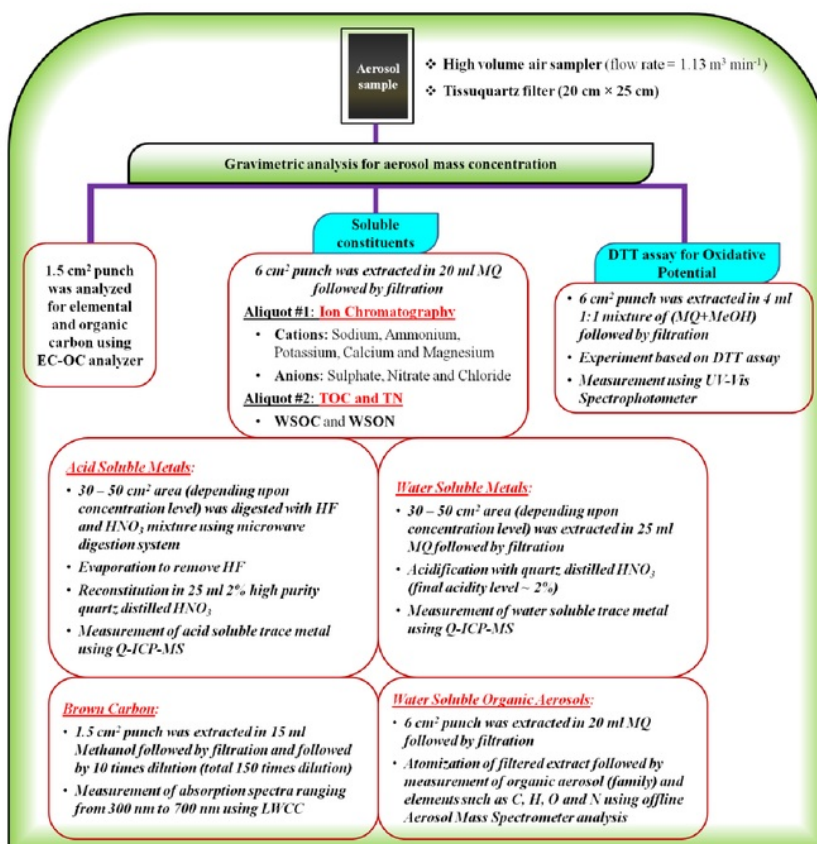 Aerosol
sample
❖ High volume air sampler (flow rate = 1.13 m³ min⁻¹)
❖ Tissuquartz filter (20 cm × 25 cm)
Gravimetric analysis for aerosol mass concentration
1.5 cm² punch
was analyzed
for elemental
and organic
carbon using
EC-OC analyzer
Soluble
constituents
6 cm² punch was extracted in 20 ml MQ
followed by filtration
Aliquot #1: Ion Chromatography
• Cations: Sodium, Ammonium,
Potassium, Calcium and Magnesium
• Anions: Sulphate, Nitrate and Chloride
Aliquot #2: TOC and TN
• WSOC and WSON
DTT assay for Oxidative
Potential
• 6 cm² punch was extracted in 4 ml
1:1 mixture of (MQ+MeOH)
followed by filtration
• Experiment based on DTT assay
• Measurement using UV-Vis
Spectrophotometer
Acid Soluble Metals:
• 30 – 50 cm² area (depending upon
concentration level) was digested with HF
and HNO₃ mixture using microwave
digestion system
• Evaporation to remove HF
• Reconstitution in 25 ml 2% high purity
quartz distilled HNO₃
• Measurement of acid soluble trace metal
using Q-ICP-MS
Water Soluble Metals:
• 30 – 50 cm² area (depending upon
concentration level) was extracted in 25 ml
MQ followed by filtration
• Acidification with quartz distilled HNO₃
(final acidity level ~ 2%)
• Measurement of water soluble trace metal
using Q-ICP-MS
Brown Carbon:
• 1.5 cm² punch was extracted in 15 ml
Methanol followed by filtration and followed
by 10 times dilution (total 150 times dilution)
• Measurement of absorption spectra ranging
from 300 nm to 700 nm using LWCC
Water Soluble Organic Aerosols:
• 6 cm² punch was extracted in 20 ml MQ
followed by filtration
• Atomization of filtered extract followed by
measurement of organic aerosol (family) and
elements such as C, H, O and N using offline
Aerosol Mass Spectrometer analysis